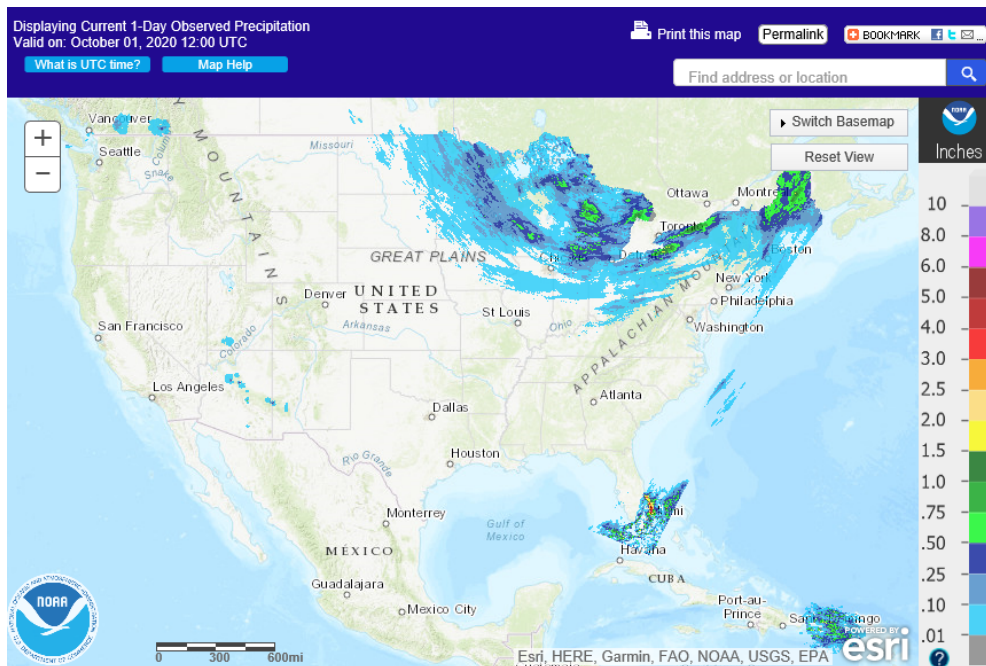 Displaying Current 1-Day Observed Precipitation
Valid on: October 01, 2020 12:00 UTC
Print this map
Permalink
BOOKMARK
What is UTC time?
Map Help
Find address or location
+
−
Switch Basemap
Reset View
NOAA
Inches
10
8.0
6.0
5.0
4.0
3.0
2.5
2.0
1.5
1.0
.75
.50
.25
.10
.01
?
Vancouver
Seattle
Snake
MOUNTAINS
Missouri
Ottawa
GREAT PLAINS
Boston
New York
Philadelphia
Denver
UNITED
STATES
St Louis
Ohio
Washington
APPALACHIAN MOUNTAIN
San Francisco
Colorado
Arkansas
Los Angeles
Atlanta
Dallas
Houston
Rio Grande
Monterrey
Gulf of
Mexico
MÉXICO
Havana
CUBA
Guadalajara
Mexico City
Port-au-
Prince
NOAA
0 300 600mi
POWERED BY
esri
Esri, HERE, Garmin, FAO, NOAA, USGS, EPA